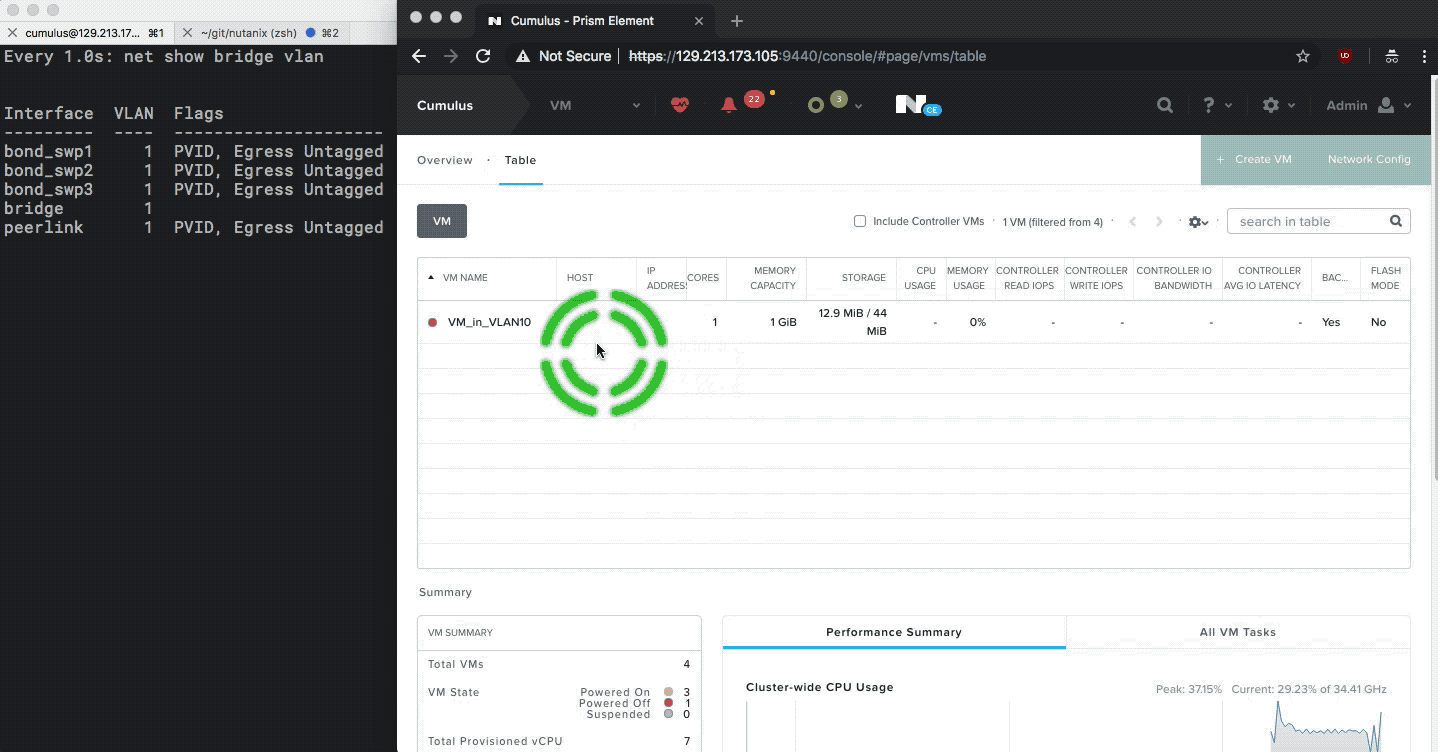 cumulus@129.213.17... ⌘1 ~/git/nutanix (zsh) ⌘2
Every 1.0s: net show bridge vlan
Interface VLAN Flags
--------- ---- --------------------
bond_swp1 1 PVID, Egress Untagged
bond_swp2 1 PVID, Egress Untagged
bond_swp3 1 PVID, Egress Untagged
bridge 1
peerlink 1 PVID, Egress Untagged
Cumulus - Prism Element
Not Secure | https://129.213.173.105:9440/console/#page/vms/table
Cumulus VM 22 3 N CE ? Admin
Overview · Table + Create VM Network Config
VM Include Controller VMs · 1 VM (filtered from 4) · search in table
VM NAME HOST IP ADDRESS CORES MEMORY CAPACITY STORAGE CPU USAGE MEMORY USAGE CONTROLLER READ IOPS CONTROLLER WRITE IOPS CONTROLLER IO BANDWIDTH CONTROLLER AVG IO LATENCY BAC... FLASH MODE
VM_in_VLAN10 1 1 GiB 12.9 MiB / 44 MiB - 0% - - - - Yes No
Summary
VM SUMMARY
Total VMs 4
VM State Powered On 3
Powered Off 1
Suspended 0
Total Provisioned vCPU 7
Performance Summary All VM Tasks
Cluster-wide CPU Usage Peak: 37.15% Current: 29.23% of 34.41 GHz